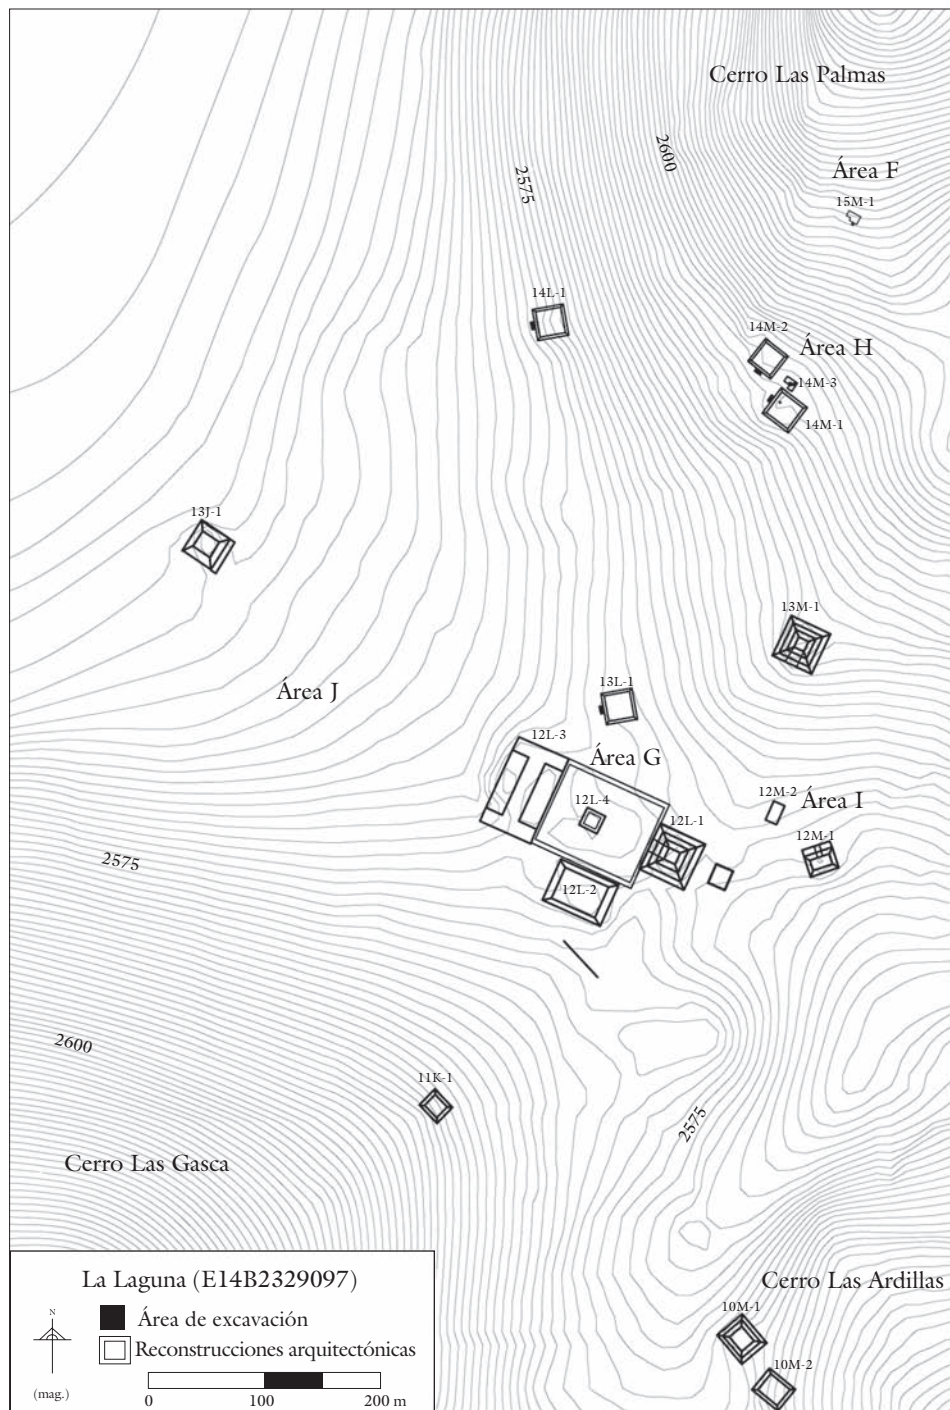 Cerro Las Palmas
2600
Área F
2575
15M-1
14L-1
14M-2
Área H
14M-3
14M-1
13J-1
13M-1
13L-1
Área J
12L-3
Área G
12M-2
12L-4
Área I
12L-1
12M-1
2575
12L-2
2600
11K-1
2575
Cerro Las Gasca
La Laguna (E14B2329097)
Cerro Las Ardillas
N
10M-1
Área de excavación
Reconstrucciones arquitectónicas
10M-2
(mag.)
0 100 200 m